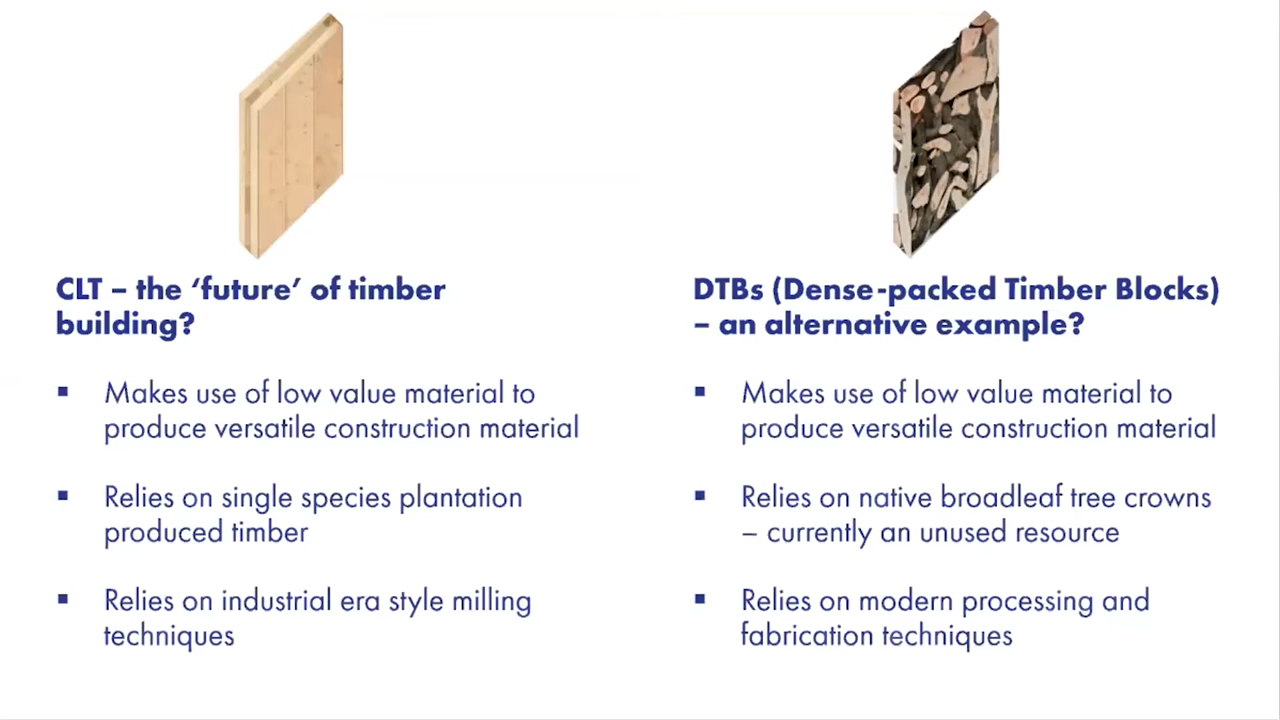 CLT – the ‘future’ of timber
building?
▪ Makes use of low value material to
produce versatile construction material
▪ Relies on single species plantation
produced timber
▪ Relies on industrial era style milling
techniques
DTBs (Dense-packed Timber Blocks)
– an alternative example?
▪ Makes use of low value material to
produce versatile construction material
▪ Relies on native broadleaf tree crowns
– currently an unused resource
▪ Relies on modern processing and
fabrication techniques